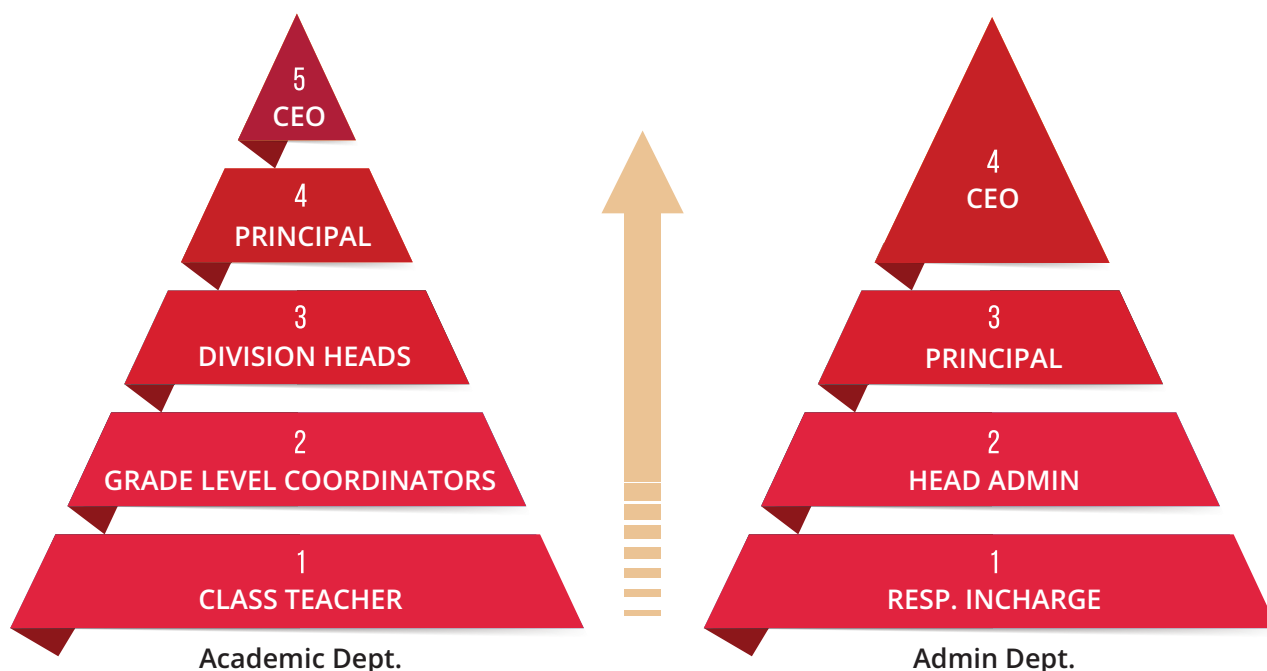 5
CEO
4
PRINCIPAL
3
DIVISION HEADS
2
GRADE LEVEL COORDINATORS
1
CLASS TEACHER
Academic Dept.
4
CEO
3
PRINCIPAL
2
HEAD ADMIN
1
RESP. INCHARGE
Admin Dept.